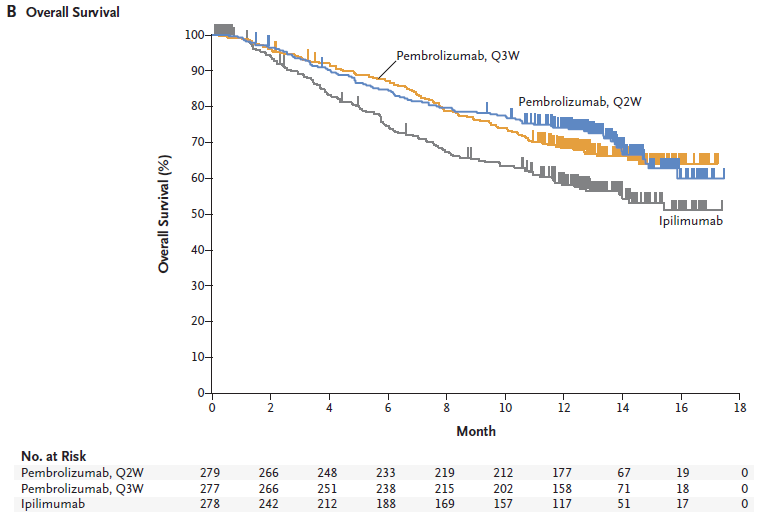 B Overall Survival
100
90
80
70
60
50
40
30
20
10
0
Overall Survival (%)
Pembrolizumab, Q3W
Pembrolizumab, Q2W
Ipilimumab
0 2 4 6 8 10 12 14 16 18
Month
No. at Risk
Pembrolizumab, Q2W 279 266 248 233 219 212 177 67 19 0
Pembrolizumab, Q3W 277 266 251 238 215 202 158 71 18 0
Ipilimumab 278 242 212 188 169 157 117 51 17 0